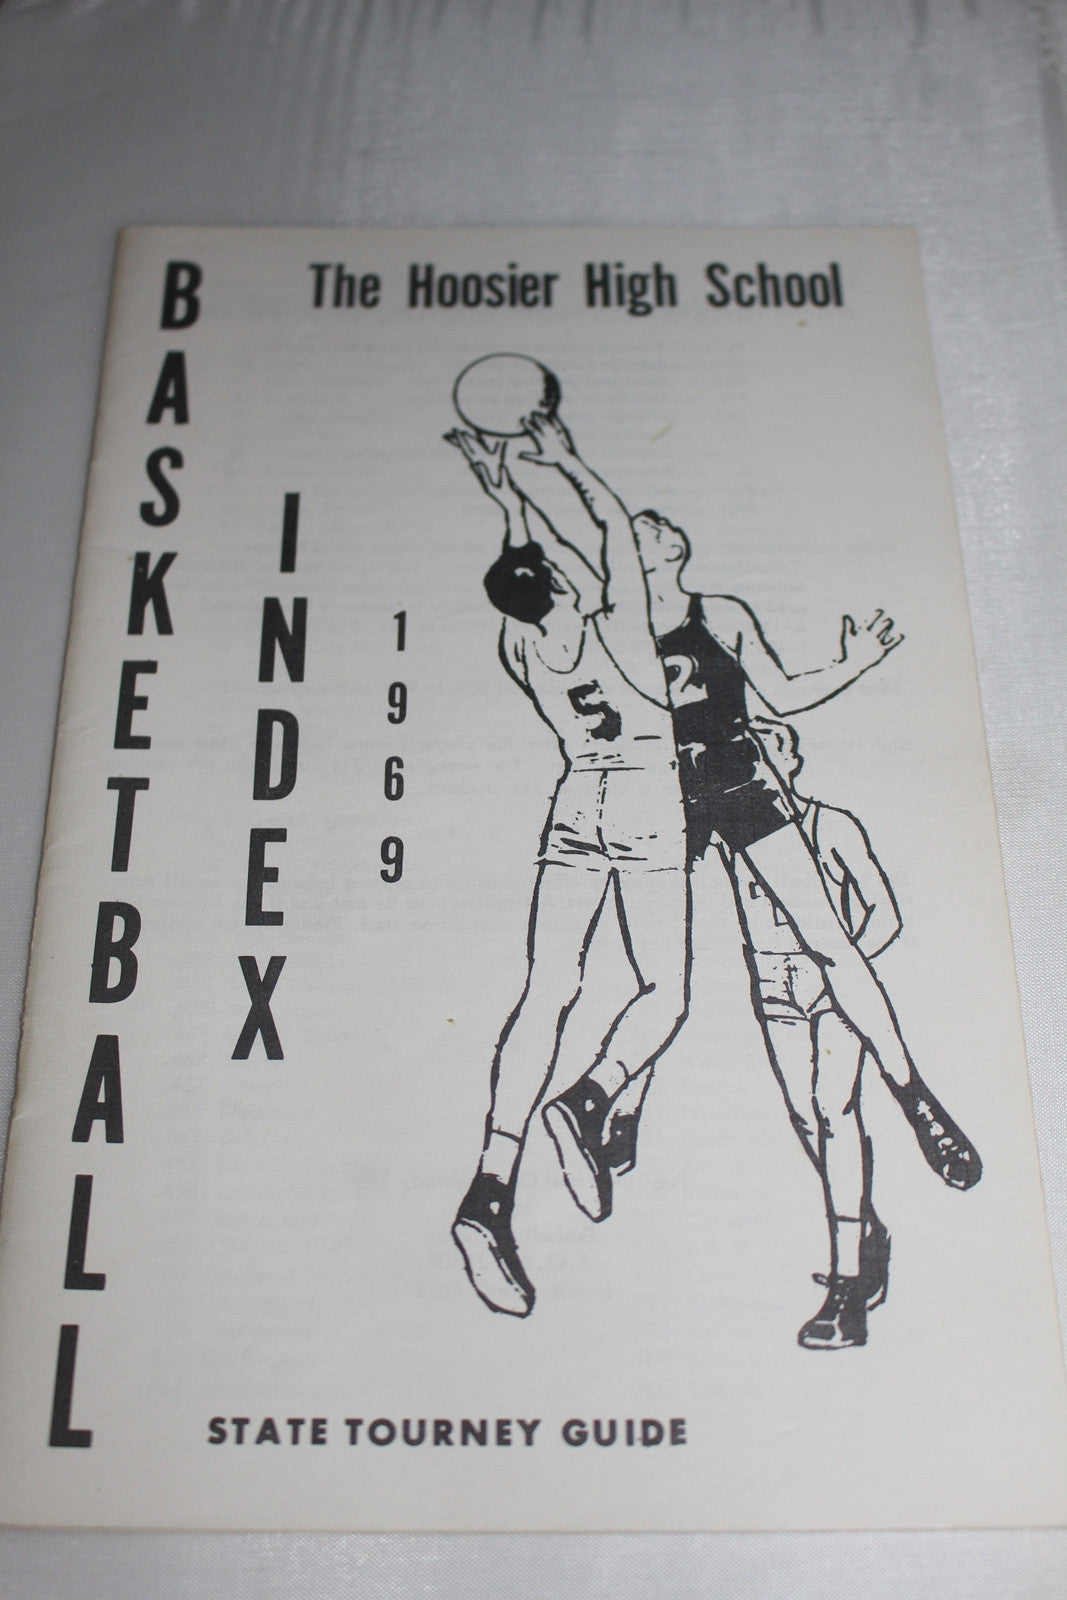 The Hoosier High School
BASKETBALL
INDEX
1969
5
2
STATE TOURNEY GUIDE